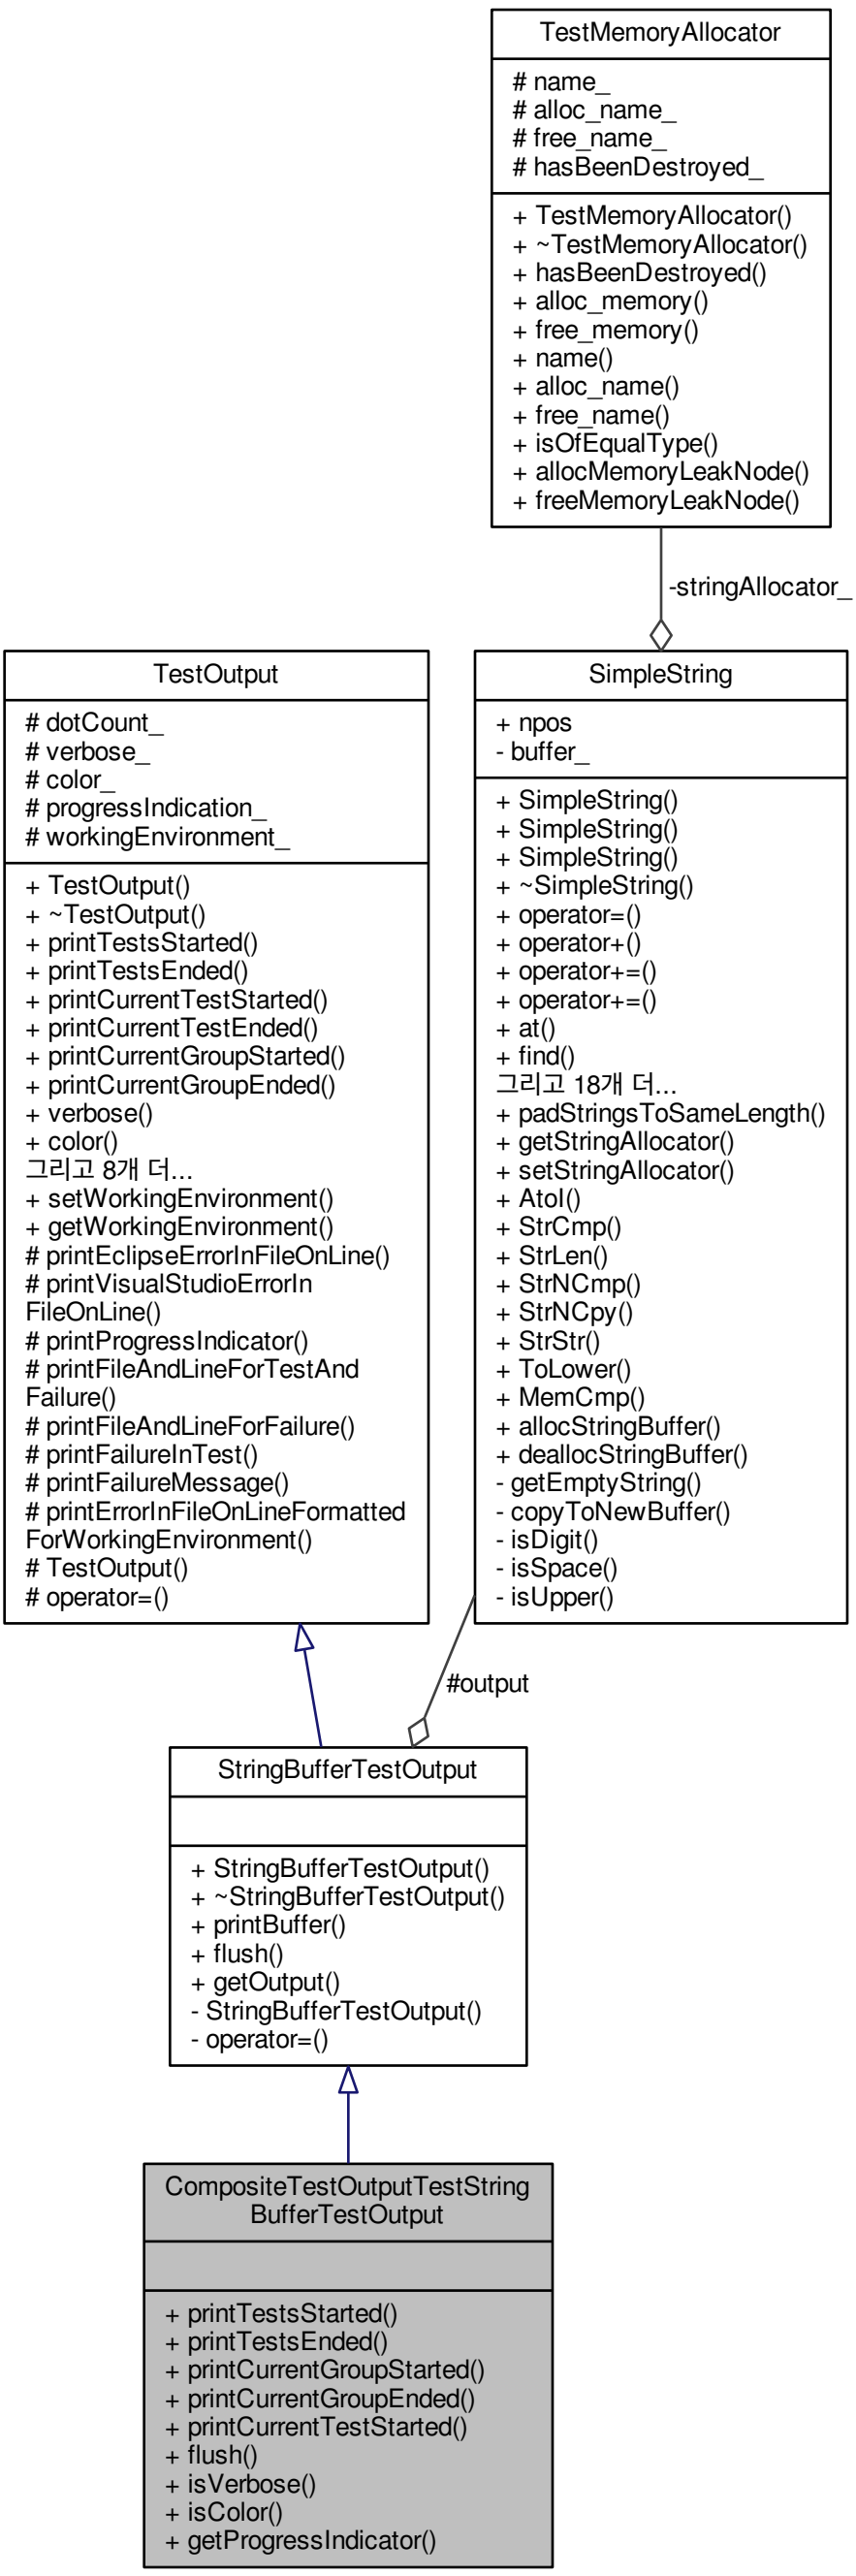 TestMemoryAllocator
# name_
# alloc_name_
# free_name_
# hasBeenDestroyed_
+ TestMemoryAllocator()
+ ~TestMemoryAllocator()
+ hasBeenDestroyed()
+ alloc_memory()
+ free_memory()
+ name()
+ alloc_name()
+ free_name()
+ isOfEqualType()
+ allocMemoryLeakNode()
+ freeMemoryLeakNode()
-stringAllocator_
TestOutput
# dotCount_
# verbose_
# color_
# progressIndication_
# workingEnvironment_
+ TestOutput()
+ ~TestOutput()
+ printTestsStarted()
+ printTestsEnded()
+ printCurrentTestStarted()
+ printCurrentTestEnded()
+ printCurrentGroupStarted()
+ printCurrentGroupEnded()
+ verbose()
+ color()
그리고 8개 더...
+ setWorkingEnvironment()
+ getWorkingEnvironment()
# printEclipseErrorInFileOnLine()
# printVisualStudioErrorIn
FileOnLine()
# printProgressIndicator()
# printFileAndLineForTestAnd
Failure()
# printFileAndLineForFailure()
# printFailureInTest()
# printFailureMessage()
# printErrorInFileOnLineFormatted
ForWorkingEnvironment()
# TestOutput()
# operator=()
SimpleString
+ npos
- buffer_
+ SimpleString()
+ SimpleString()
+ SimpleString()
+ ~SimpleString()
+ operator=()
+ operator+()
+ operator+=()
+ operator+=()
+ at()
+ find()
그리고 18개 더...
+ padStringsToSameLength()
+ getStringAllocator()
+ setStringAllocator()
+ AtoI()
+ StrCmp()
+ StrLen()
+ StrNCmp()
+ StrNCpy()
+ StrStr()
+ ToLower()
+ MemCmp()
+ allocStringBuffer()
+ deallocStringBuffer()
- getEmptyString()
- copyToNewBuffer()
- isDigit()
- isSpace()
- isUpper()
#output
StringBufferTestOutput
+ StringBufferTestOutput()
+ ~StringBufferTestOutput()
+ printBuffer()
+ flush()
+ getOutput()
- StringBufferTestOutput()
- operator=()
CompositeTestOutputTestString
BufferTestOutput
+ printTestsStarted()
+ printTestsEnded()
+ printCurrentGroupStarted()
+ printCurrentGroupEnded()
+ printCurrentTestStarted()
+ flush()
+ isVerbose()
+ isColor()
+ getProgressIndicator()